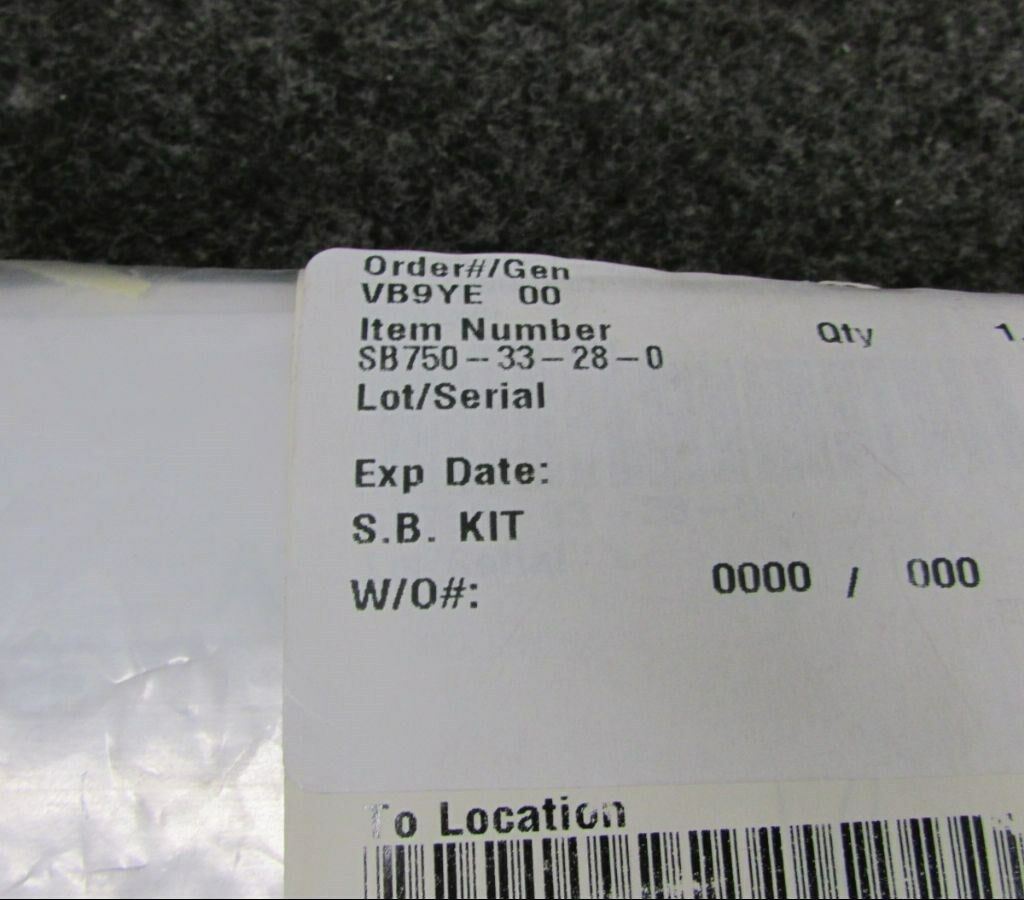 Order#/Gen
VB9YE 00
Item Number Qty 1.
SB750-33-28-0
Lot/Serial
Exp Date:
S.B. KIT
W/O#: 0000 / 000
To Location